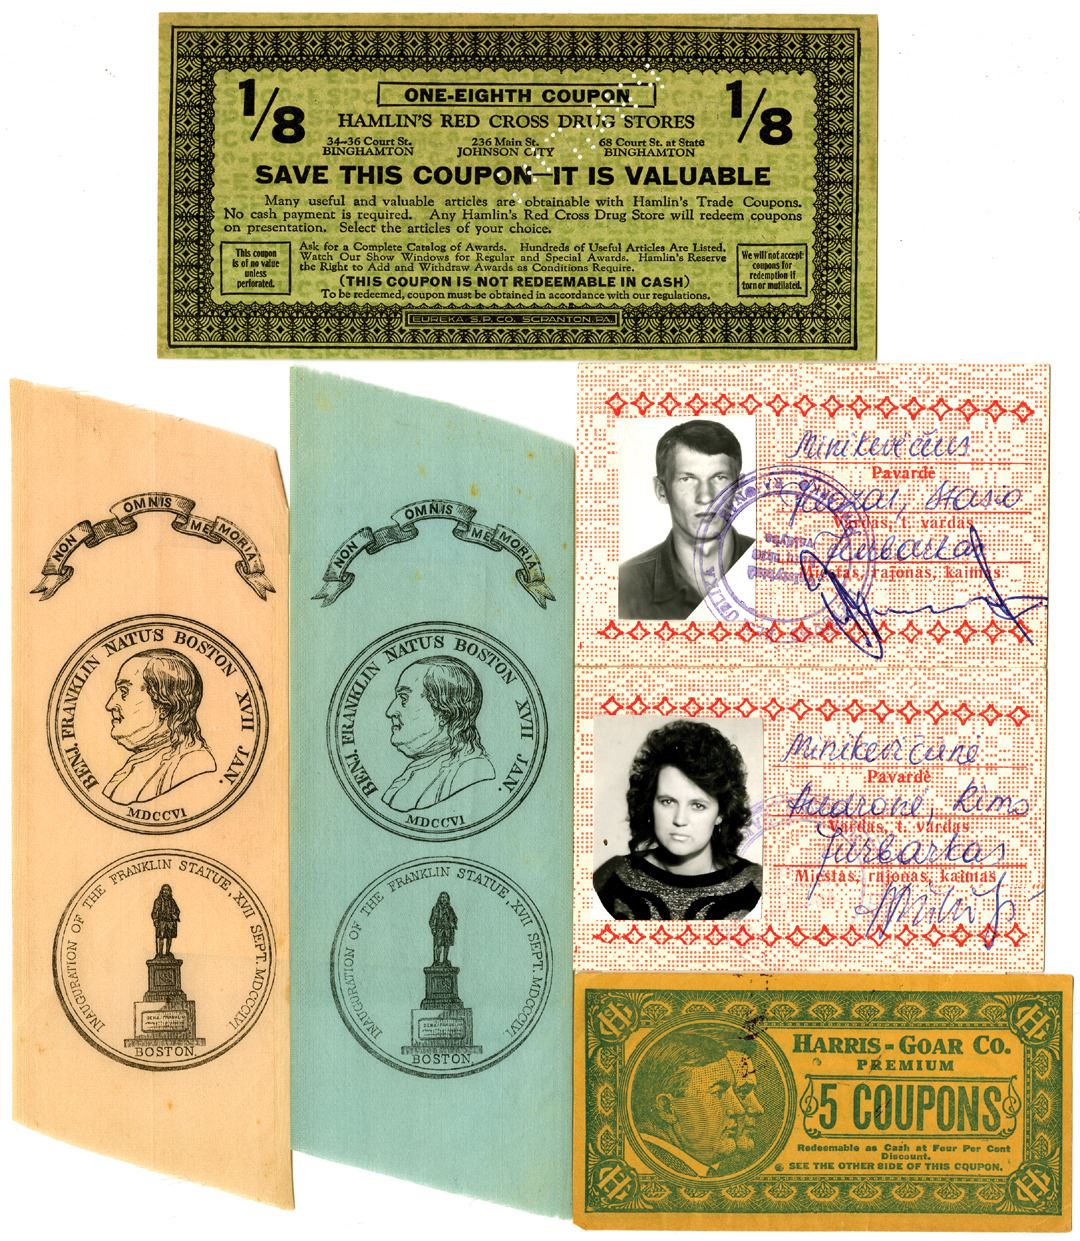 1/8
ONE-EIGHTH COUPON
1/8
HAMLIN'S RED CROSS DRUG STORES
34-36 Court St. 236 Main St. 68 Court St. at State
BINGHAMTON JOHNSON CITY BINGHAMTON
SAVE THIS COUPON—IT IS VALUABLE
Many useful and valuable articles are obtainable with Hamlin's Trade Coupons.
No cash payment is required. Any Hamlin's Red Cross Drug Store will redeem coupons
on presentation. Select the articles of your choice.
This coupon
is of no value
unless
perforated.
Ask for a Complete Catalog of Awards. Hundreds of Useful Articles Are Listed.
Watch Our Show Windows for Regular and Special Awards. Hamlin's Reserve
the Right to Add and Withdraw Awards as Conditions Require.
(THIS COUPON IS NOT REDEEMABLE IN CASH)
To be redeemed, coupon must be obtained in accordance with our regulations.
We will not accept
coupons for
redemption if
torn or mutilated.
EUREKA S.P. CO. SCRANTON, PA.
NON OMNIS ME MORIAR
BENJ. FRANKLIN NATUS BOSTON XVII JAN.
MDCCVI
INAUGURATION OF THE FRANKLIN STATUE, XVII SEPT. MDCCCLVI
BOSTON.
NON OMNIS ME MORIAR
BENJ. FRANKLIN NATUS BOSTON XVII JAN.
MDCCVI
INAUGURATION OF THE FRANKLIN STATUE, XVII SEPT. MDCCCLVI
BOSTON.
Minikevičius
Pavardė
Stasio
Vardas, t. vardas
Jurbarkas
Miestas, rajonas, kaimas
Minikevičienė
Pavardė
Audronė, Rimo
Vardas, t. vardas
Jurbarkas
Miestas, rajonas, kaimas
HARRIS-GOAR CO.
PREMIUM
5 COUPONS
Redeemable as Cash at Four Per Cent
Discount.
SEE THE OTHER SIDE OF THIS COUPON.